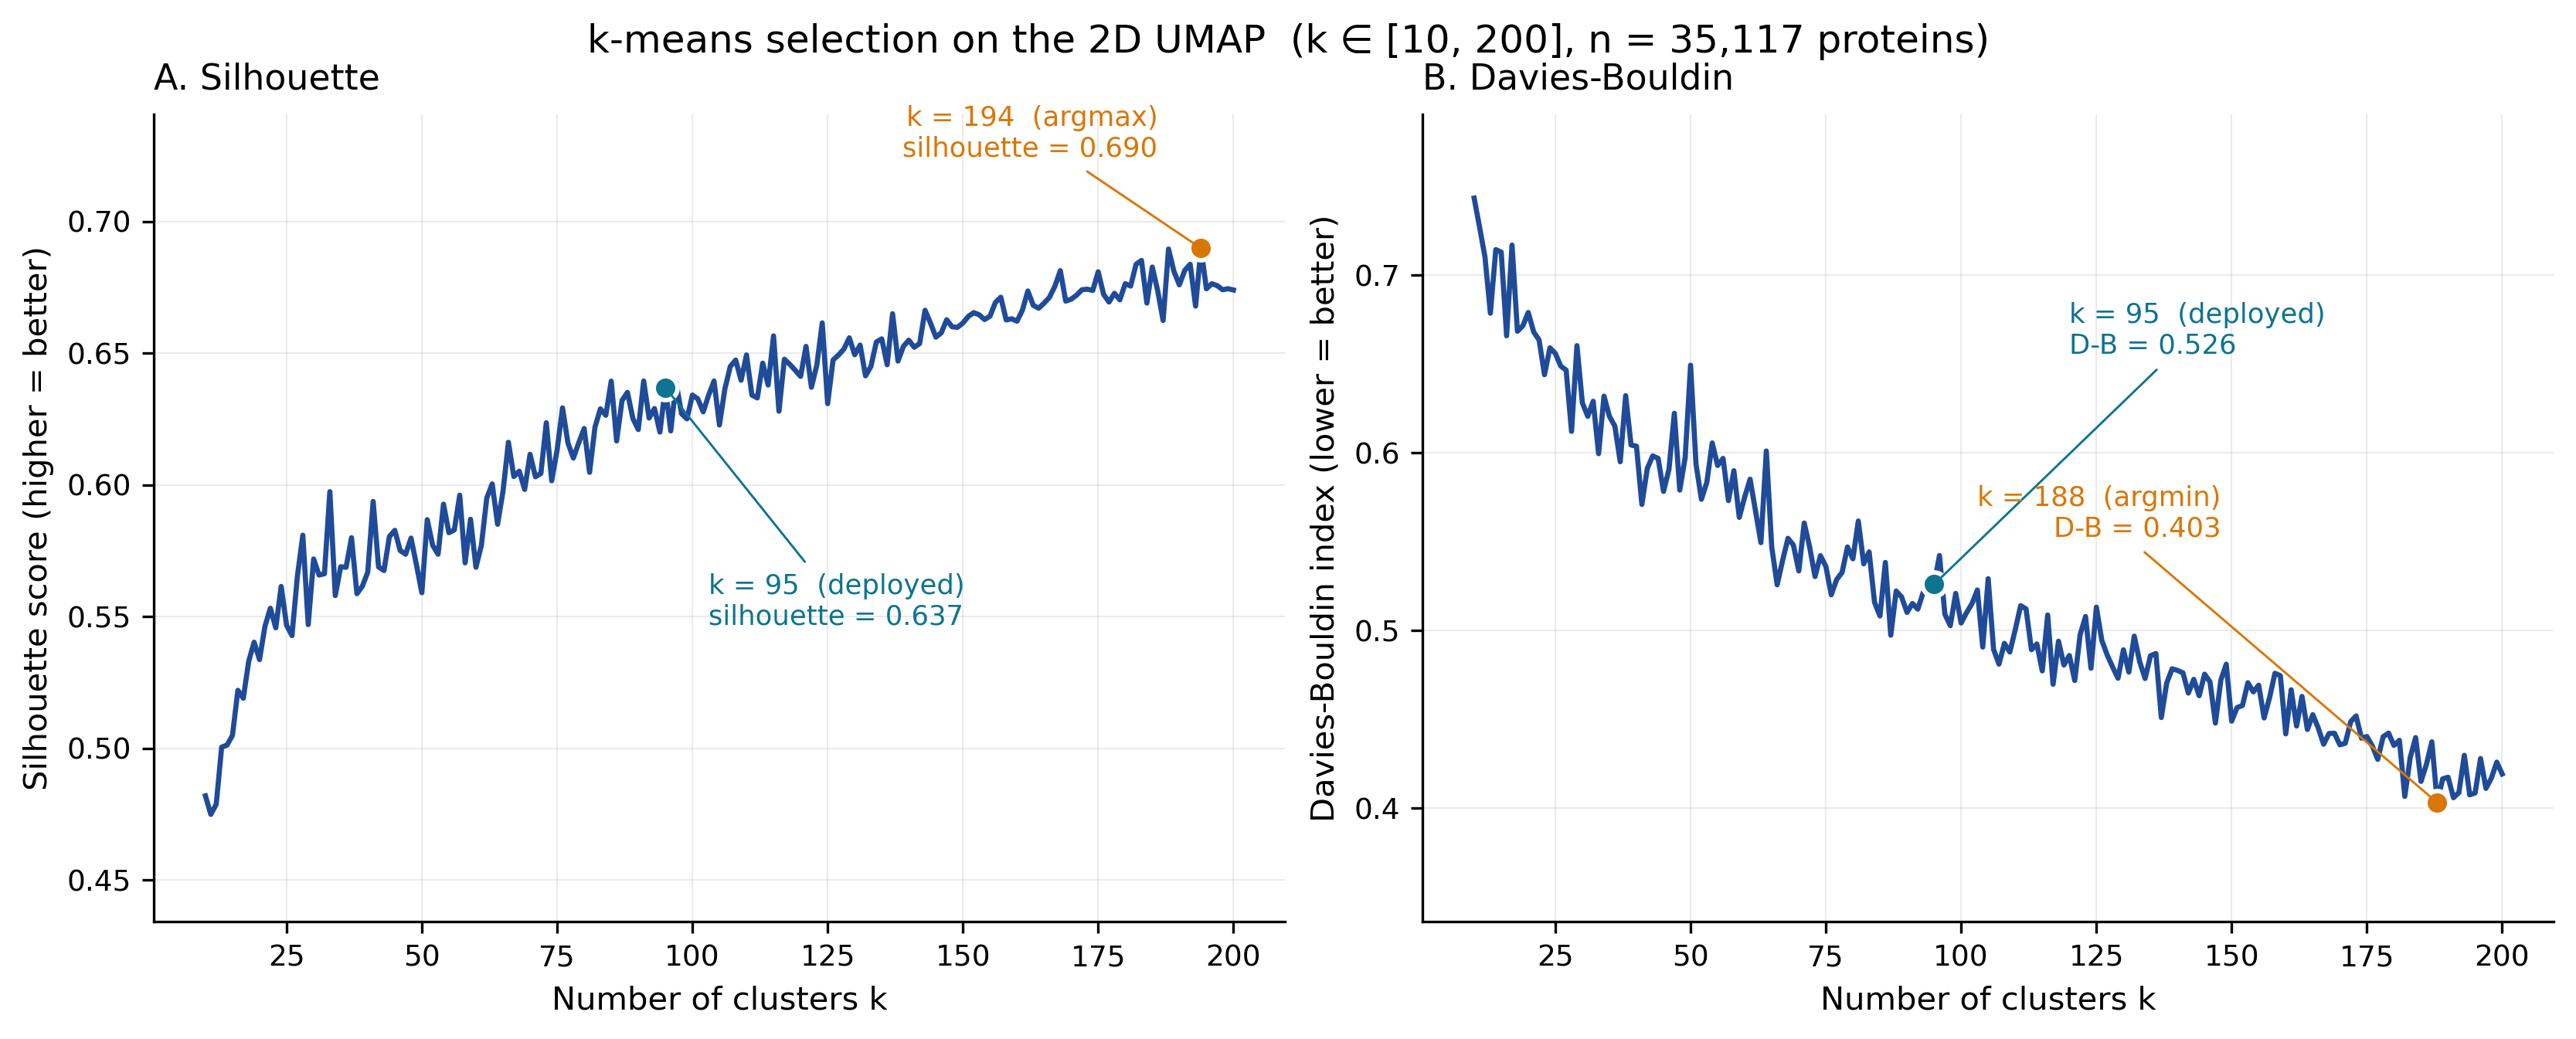 k-means selection on the 2D UMAP  (k ∈ [10, 200], n = 35,117 proteins)
A. Silhouette
k = 194  (argmax)
silhouette = 0.690
k = 95  (deployed)
silhouette = 0.637
Silhouette score (higher = better)
0.70
0.65
0.60
0.55
0.50
0.45
25 50 75 100 125 150 175 200
Number of clusters k
B. Davies-Bouldin
k = 95  (deployed)
D-B = 0.526
k = 188  (argmin)
D-B = 0.403
Davies-Bouldin index (lower = better)
0.7
0.6
0.5
0.4
25 50 75 100 125 150 175 200
Number of clusters k